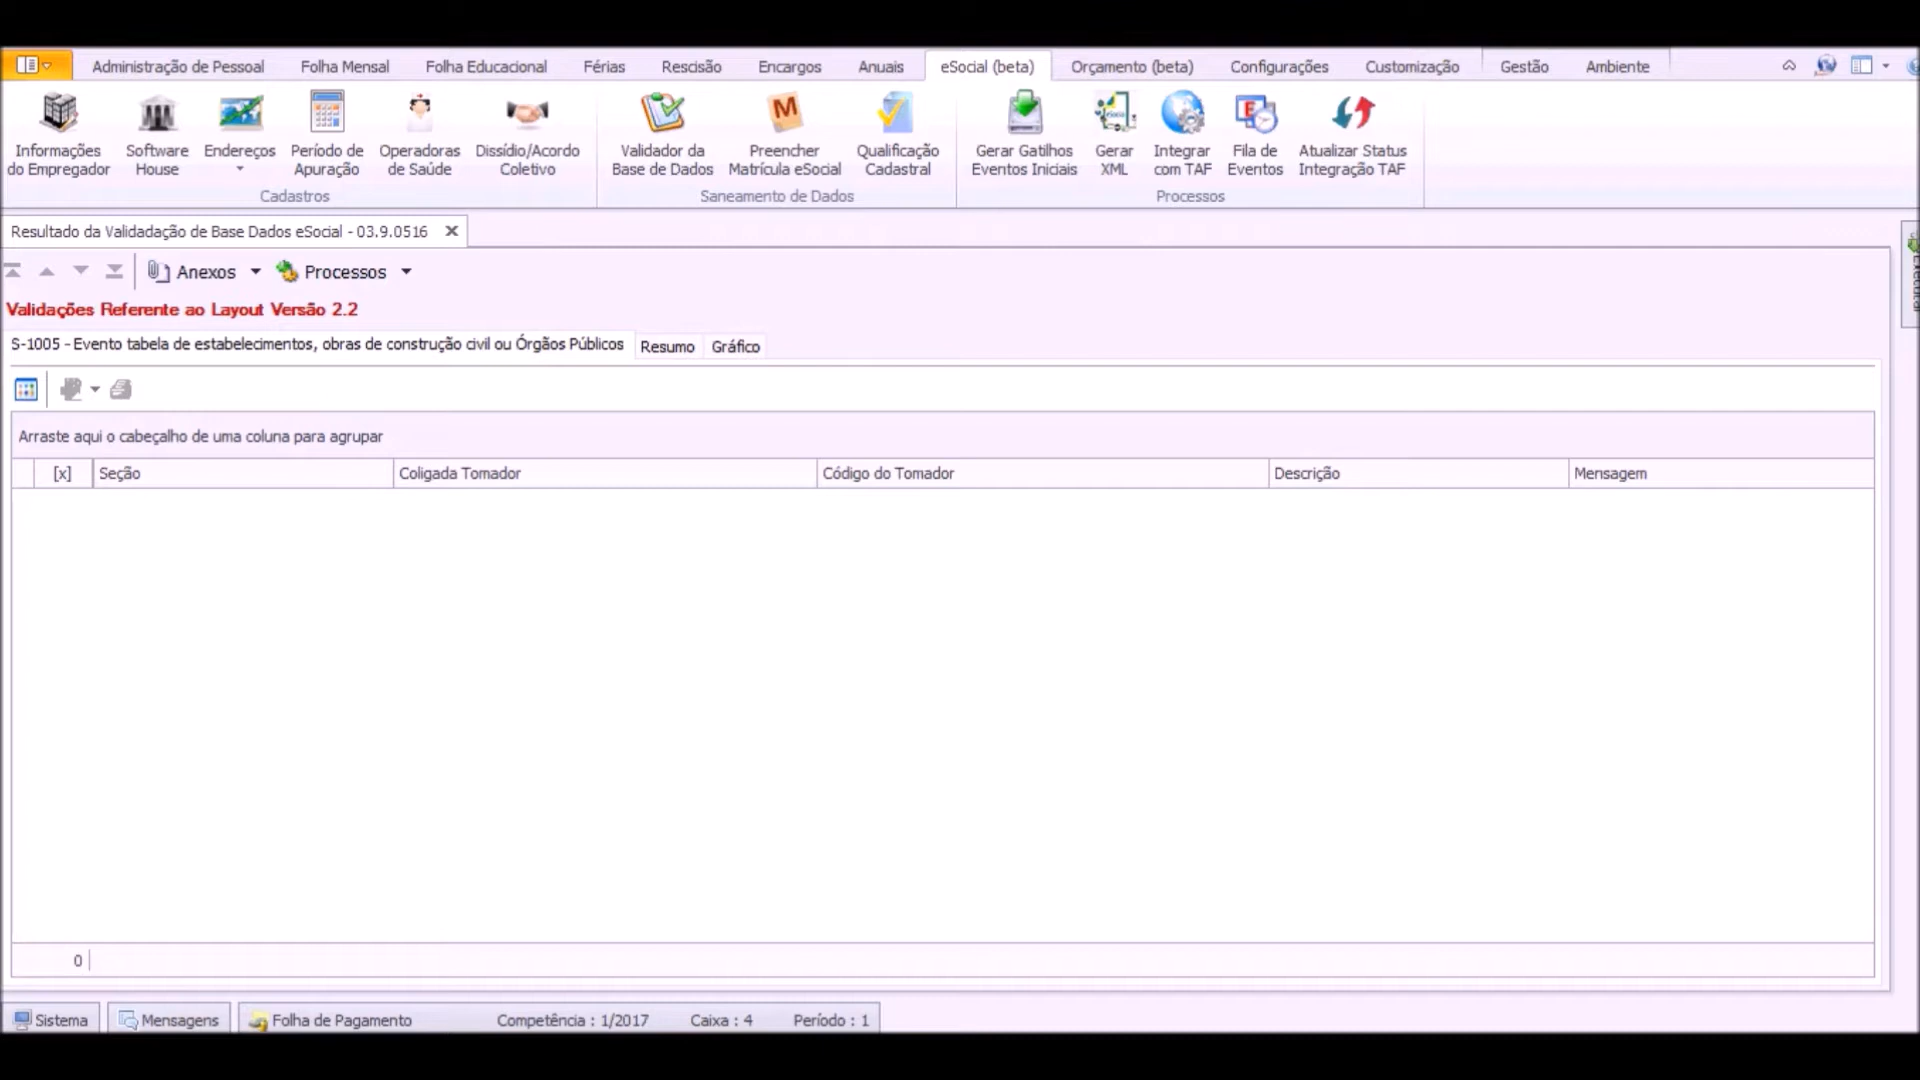 Administração de Pessoal Folha Mensal Folha Educacional Férias Rescisão Encargos Anuais eSocial (beta) Orçamento (beta) Configurações Customização Gestão Ambiente
Informações do Empregador
Software House
Endereços
Período de Apuração
Operadoras de Saúde
Dissídio/Acordo Coletivo
Validador da Base de Dados
Preencher Matrícula eSocial
Qualificação Cadastral
Gerar Gatilhos Eventos Iniciais
Gerar XML
Integrar com TAF
Fila de Eventos
Atualizar Status Integração TAF
Cadastros Saneamento de Dados Processos
Resultado da Validadação de Base Dados eSocial - 03.9.0516
Anexos Processos
Validações Referente ao Layout Versão 2.2
S-1005 - Evento tabela de estabelecimentos, obras de construção civil ou Órgãos Públicos Resumo Gráfico
Arraste aqui o cabeçalho de uma coluna para agrupar
[x] Seção Coligada Tomador Código do Tomador Descrição Mensagem
0
Sistema Mensagens Folha de Pagamento Competência : 1/2017 Caixa : 4 Período : 1